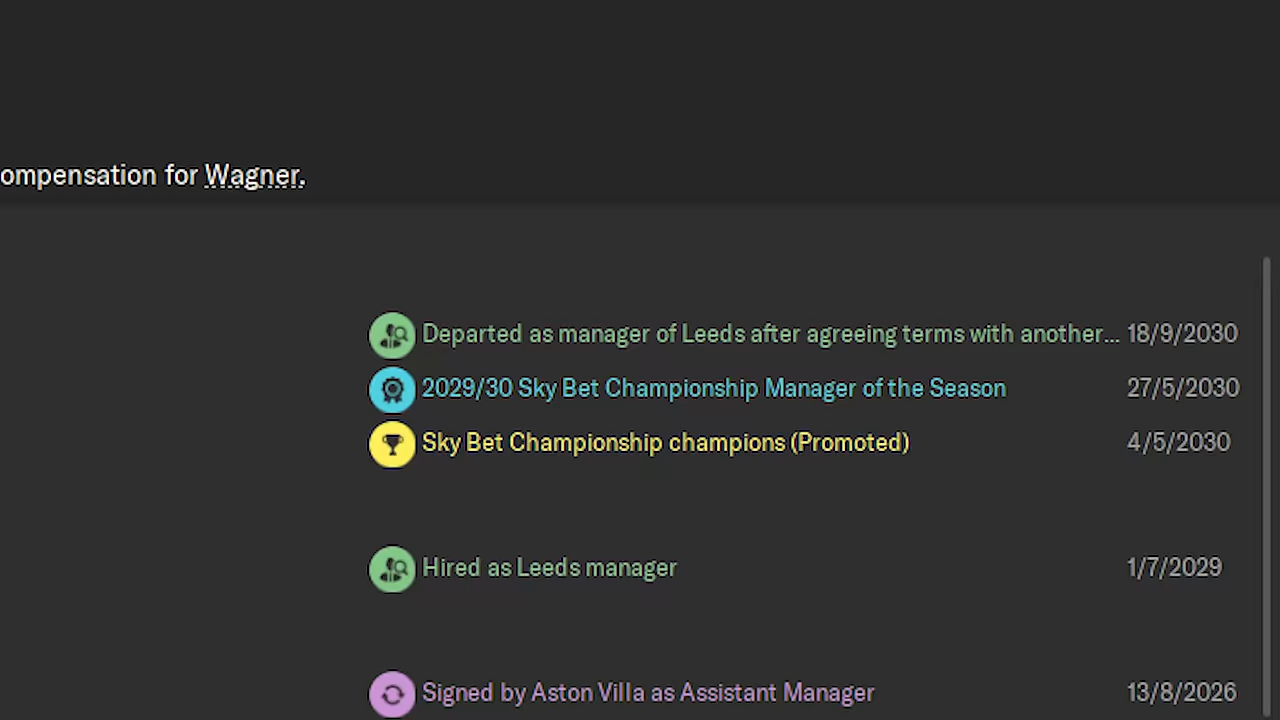 ompensation for Wagner.
Departed as manager of Leeds after agreeing terms with another... 18/9/2030
2029/30 Sky Bet Championship Manager of the Season 27/5/2030
Sky Bet Championship champions (Promoted) 4/5/2030
Hired as Leeds manager 1/7/2029
Signed by Aston Villa as Assistant Manager 13/8/2026